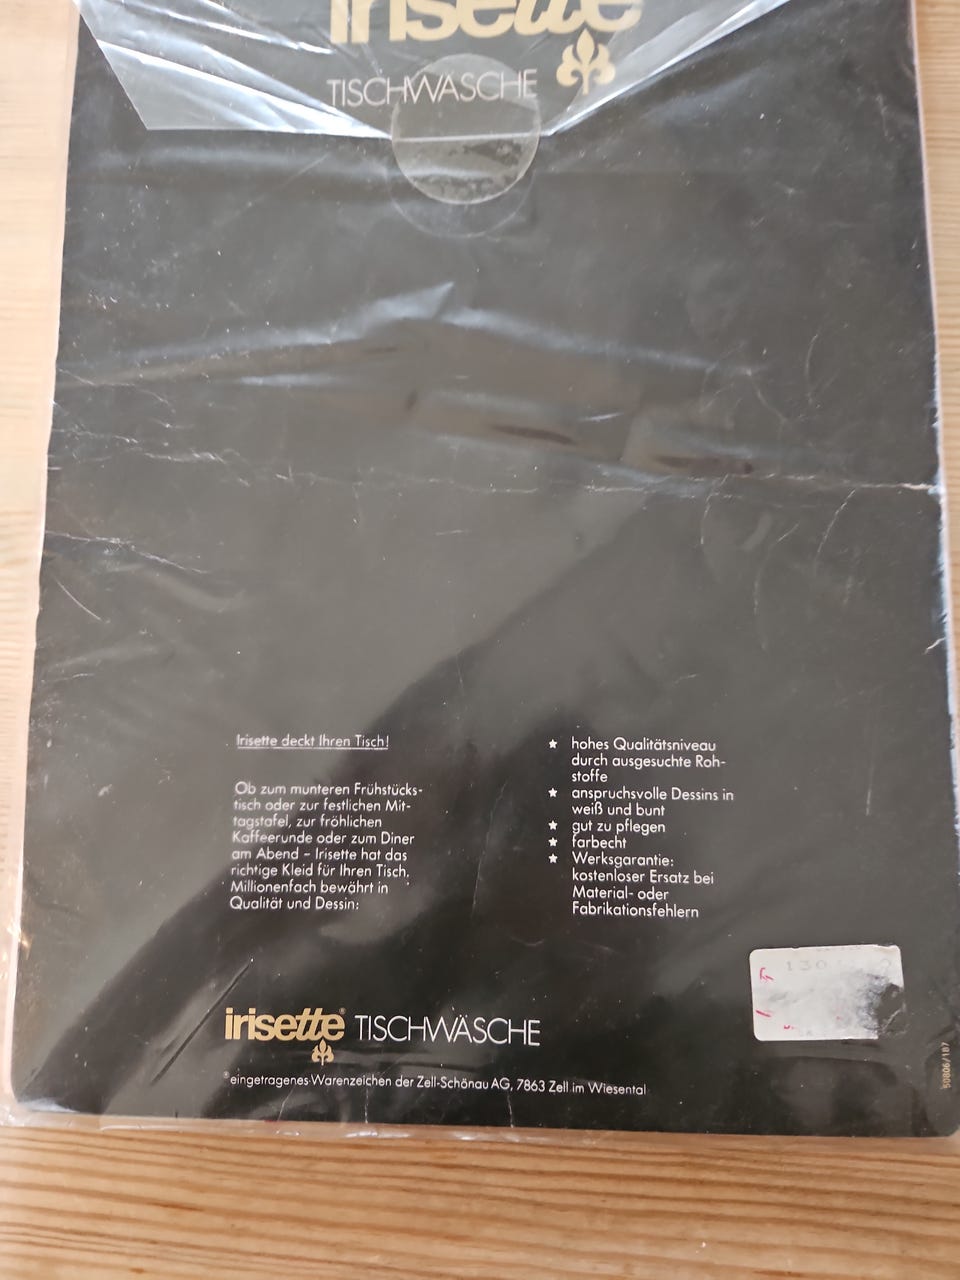 irisette
TISCHWÄSCHE
Irisette deckt Ihren Tisch!
Ob zum munteren Frühstücks-
tisch oder zur festlichen Mit-
tagstafel, zur fröhlichen
Kaffeerunde oder zum Diner
am Abend – Irisette hat das
richtige Kleid für Ihren Tisch.
Millionenfach bewährt in
Qualität und Dessin:
★ hohes Qualitätsniveau
durch ausgesuchte Roh-
stoffe
★ anspruchsvolle Dessins in
weiß und bunt
★ gut zu pflegen
★ farbecht
★ Werksgarantie:
kostenloser Ersatz bei
Material- oder
Fabrikationsfehlern
irisette® TISCHWÄSCHE
®eingetragenes Warenzeichen der Zell-Schönau AG, 7863 Zell im Wiesental
50806/187